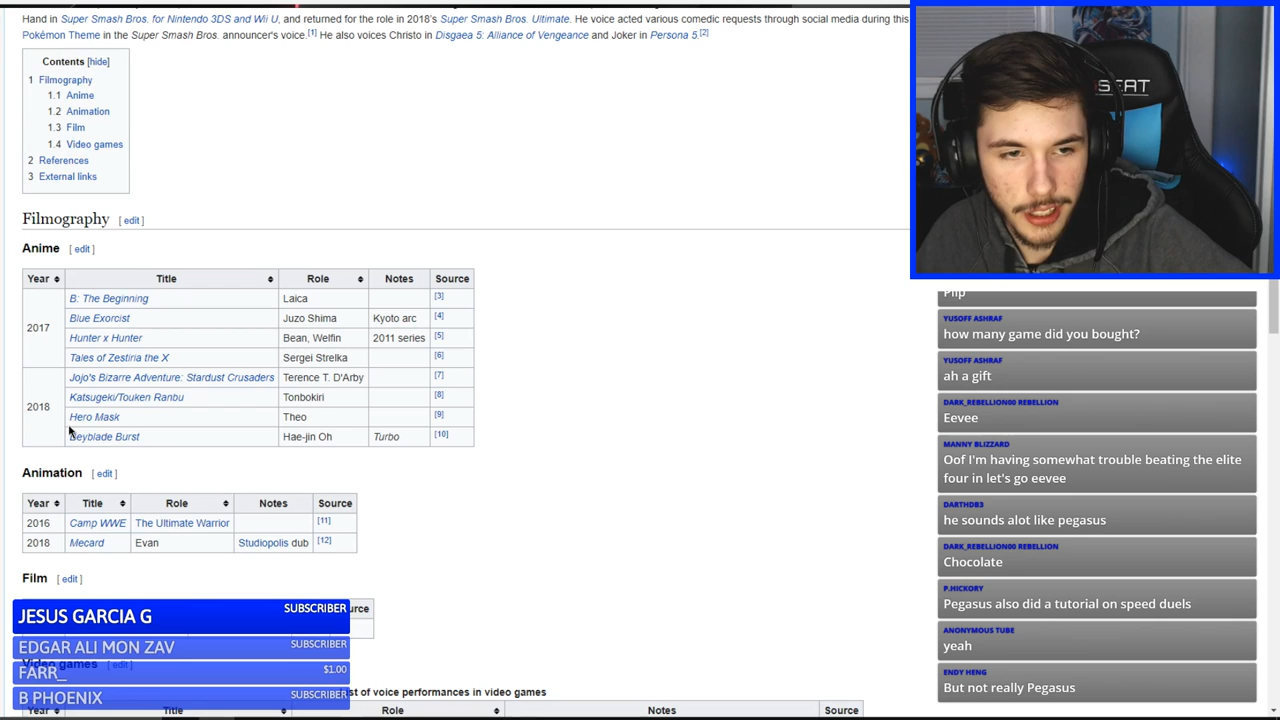 Hand in Super Smash Bros. for Nintendo 3DS and Wii U, and returned for the role in 2018's Super Smash Bros. Ultimate. He voice acted various comedic requests through social media during this
Pokémon Theme in the Super Smash Bros. announcer's voice.[1] He also voices Christo in Disgaea 5: Alliance of Vengeance and Joker in Persona 5.[2]
Contents [hide]
1 Filmography
1.1 Anime
1.2 Animation
1.3 Film
1.4 Video games
2 References
3 External links
Filmography [ edit ]
Anime [ edit ]
Year Title Role Notes Source
2017
B: The Beginning Laica [3]
Blue Exorcist Juzo Shima Kyoto arc [4]
Hunter x Hunter Bean, Welfin 2011 series [5]
Tales of Zestiria the X Sergei Strelka [6]
2018
Jojo's Bizarre Adventure: Stardust Crusaders Terence T. D'Arby [7]
Katsugeki/Touken Ranbu Tonbokiri [8]
Hero Mask Theo [9]
Beyblade Burst Hae-jin Oh Turbo [10]
Animation [ edit ]
Year Title Role Notes Source
2016 Camp WWE The Ultimate Warrior [11]
2018 Mecard Evan Studiopolis dub [12]
Film [ edit ]
urce
JESUS GARCIA G SUBSCRIBER
EDGAR ALI MON ZAV SUBSCRIBER
Video games [ edit ]
FARR_ $1.00
B PHOENIX SUBSCRIBER
st of voice performances in video games
Year Title Role Notes Source
Plip
YUSOFF ASHRAF
how many game did you bought?
YUSOFF ASHRAF
ah a gift
DARK_REBELLION00 REBELLION
Eevee
MANNY BLIZZARD
Oof I'm having somewhat trouble beating the elite
four in let's go eevee
DARTHDB3
he sounds alot like pegasus
DARK_REBELLION00 REBELLION
Chocolate
P.HICKORY
Pegasus also did a tutorial on speed duels
ANONYMOUS TUBE
yeah
ENDY HENG
But not really Pegasus